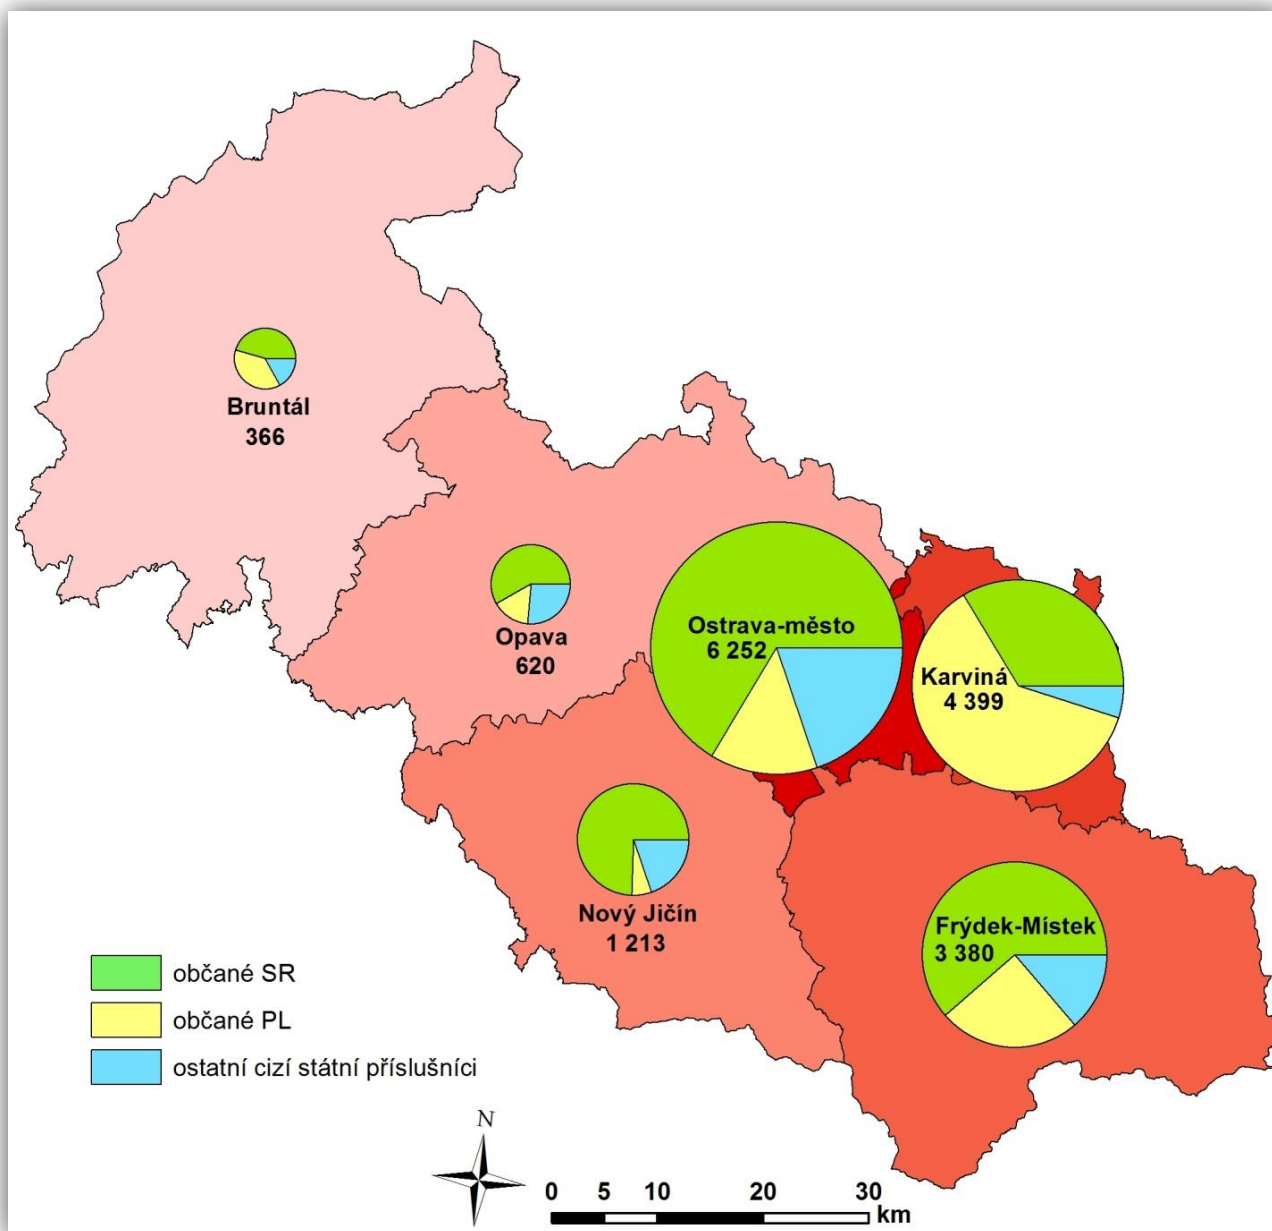 Bruntál
366
Opava
620
Ostrava-město
6 252
Karviná
4 399
Nový Jičín
1 213
Frýdek-Místek
3 380
občané SR
občané PL
ostatní cizí státní příslušníci
N
0 5 10 20 30
km